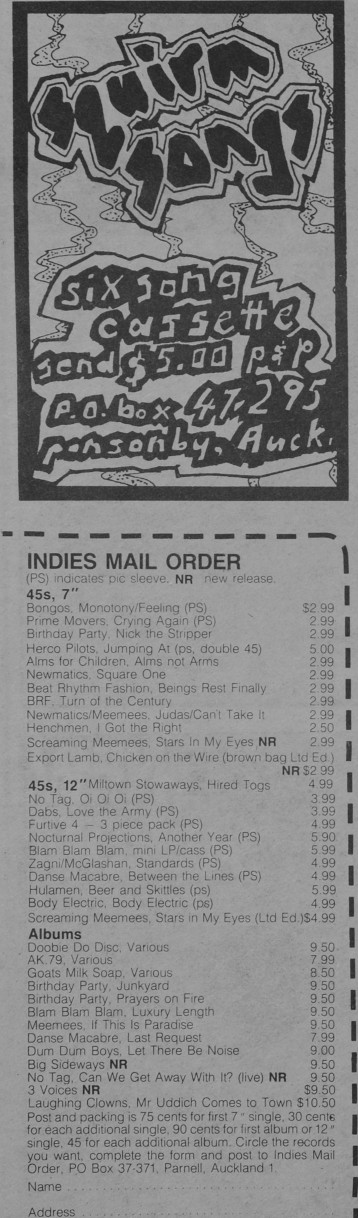 squirm
songs
six song
cassette
send $5.00 p&p
p.o. box 47.295
ponsonby, Auck.
INDIES MAIL ORDER
(PS) indicates pic sleeve. NR new release.
45s, 7"
Bongos, Monotony/Feeling (PS) $2.99
Prime Movers, Crying Again (PS) 2.99
Birthday Party, Nick the Stripper 2.99
Herco Pilots, Jumping At (ps, double 45) 5.00
Alms for Children, Alms not Arms 2.99
Newmatics, Square One 2.99
Beat Rhythm Fashion, Beings Rest Finally 2.99
BRF, Turn of the Century 2.99
Newmatics/Meemees, Judas/Can't Take It 2.99
Henchmen, I Got the Right 2.50
Screaming Meemees, Stars In My Eyes NR 2.99
Export Lamb, Chicken on the Wire (brown bag Ltd Ed.)
NR $2.99
45s, 12" Miltown Stowaways, Hired Togs 4.99
No Tag, Oi Oi Oi (PS) 3.99
Dabs, Love the Army (PS) 3.99
Furtive 4 – 3 piece pack (PS) 4.99
Nocturnal Projections, Another Year (PS) 5.90
Blam Blam Blam, mini LP/cass (PS) 5.99
Zagni/McGlashan, Standards (PS) 4.99
Danse Macabre, Between the Lines (PS) 4.99
Hulamen, Beer and Skittles (ps) 5.99
Body Electric, Body Electric (ps) 4.99
Screaming Meemees, Stars in My Eyes (Ltd Ed.)$4.99
Albums
Doobie Do Disc, Various 9.50
AK.79, Various 7.99
Goats Milk Soap, Various 8.50
Birthday Party, Junkyard 9.50
Birthday Party, Prayers on Fire 9.50
Blam Blam Blam, Luxury Length 9.50
Meemees, If This Is Paradise 9.50
Danse Macabre, Last Request 7.99
Dum Dum Boys, Let There Be Noise 9.00
Big Sideways NR 9.50
No Tag, Can We Get Away With It? (live) NR 9.50
3 Voices NR $9.50
Laughing Clowns, Mr Uddich Comes to Town $10.50
Post and packing is 75 cents for first 7" single, 30 cents
for each additional single, 90 cents for first album or 12"
single, 45 for each additional album. Circle the records
you want, complete the form and post to Indies Mail
Order, PO Box 37-371, Parnell, Auckland 1.
Name
Address